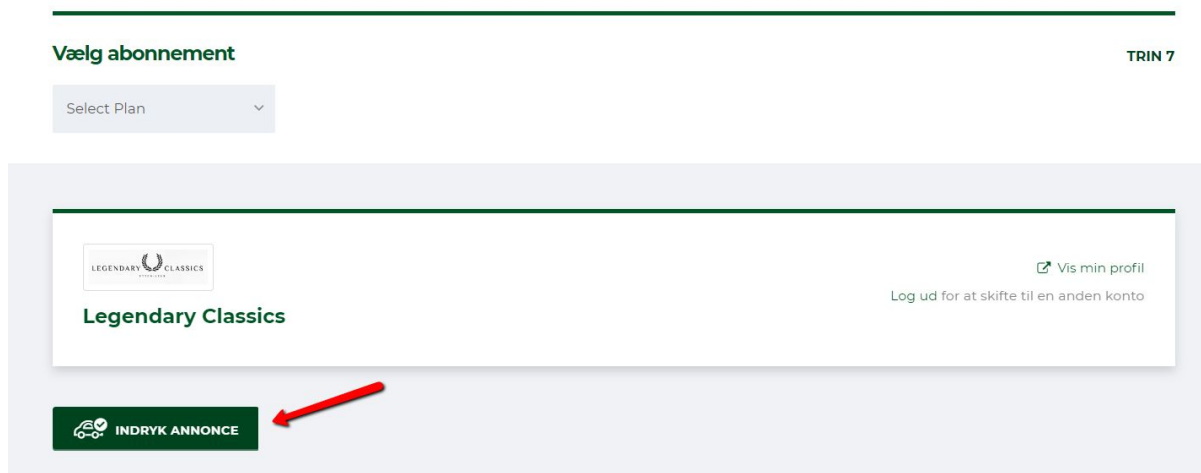 Vælg abonnement
TRIN 7
Select Plan
LEGENDARY CLASSICS
Legendary Classics
Vis min profil
Log ud for at skifte til en anden konto
INDRYK ANNONCE